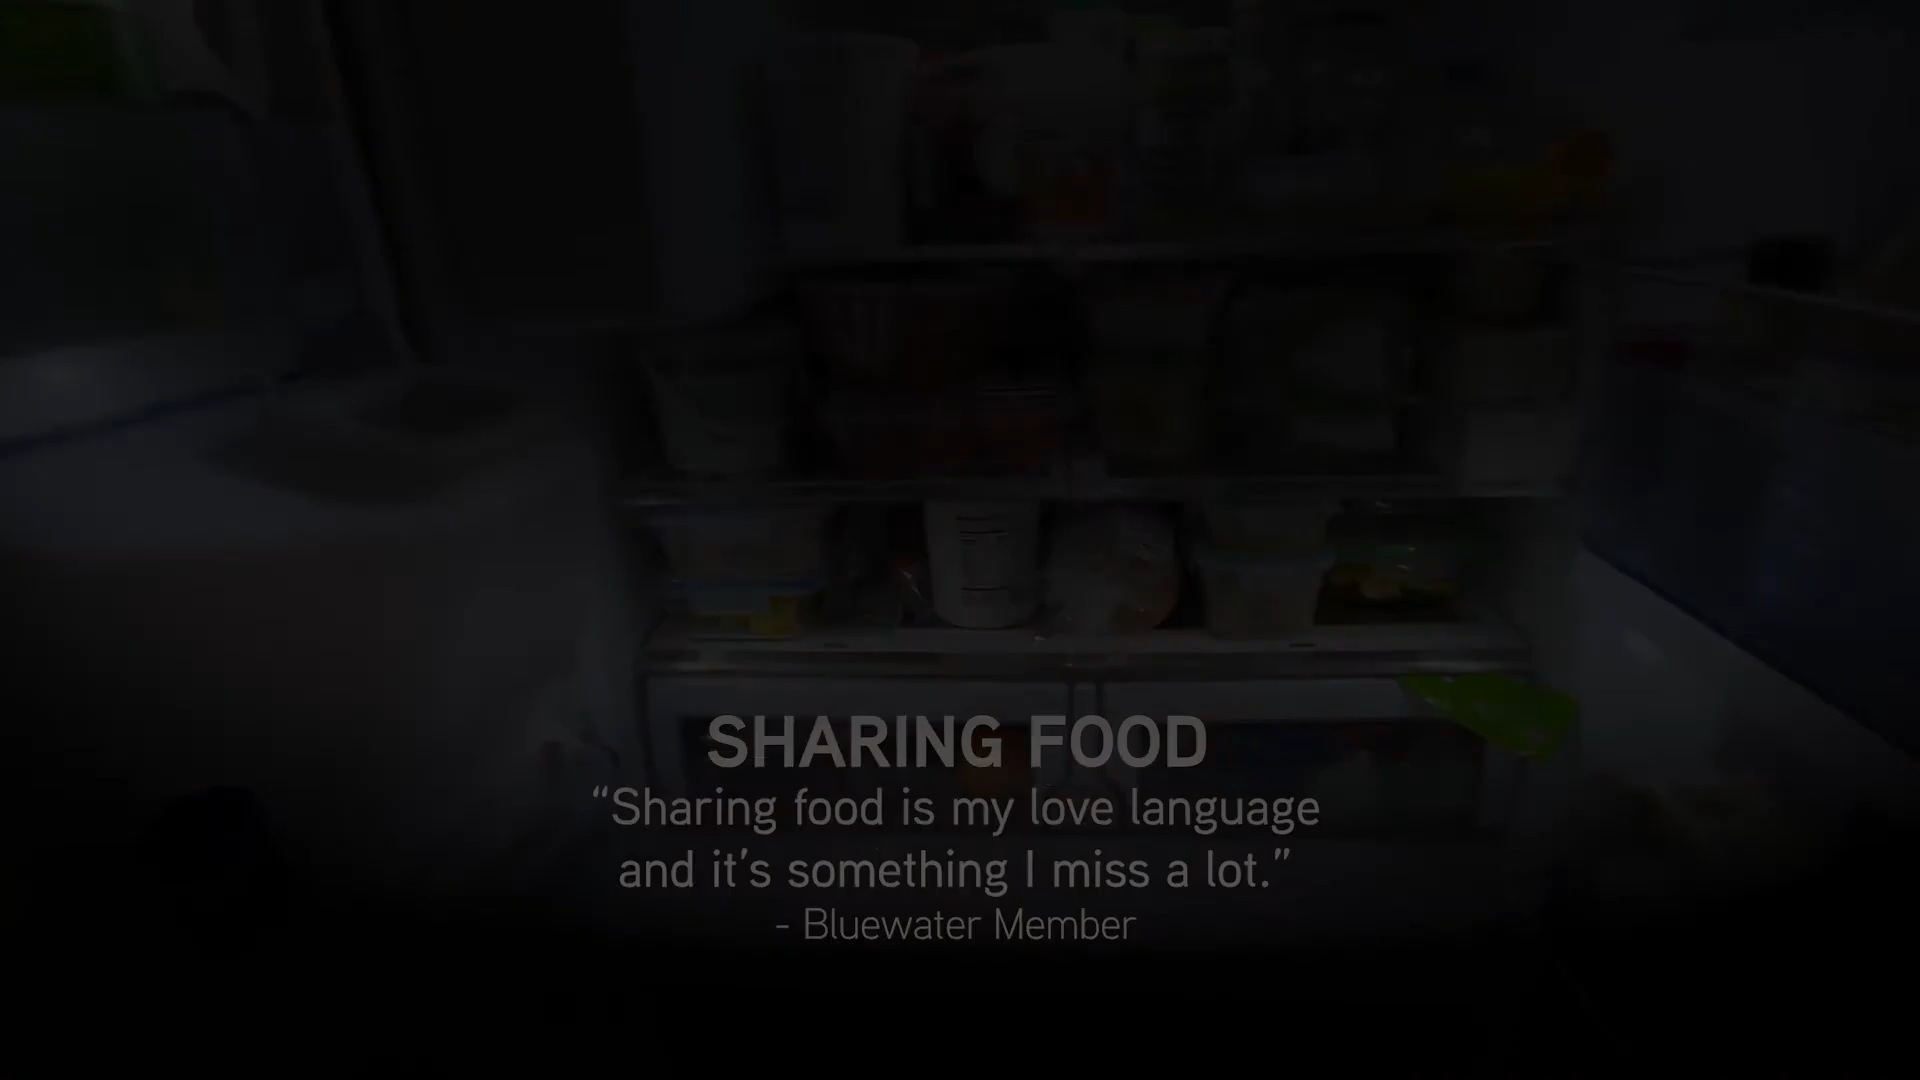 SHARING FOOD
“Sharing food is my love language
and it’s something I miss a lot.”
- Bluewater Member